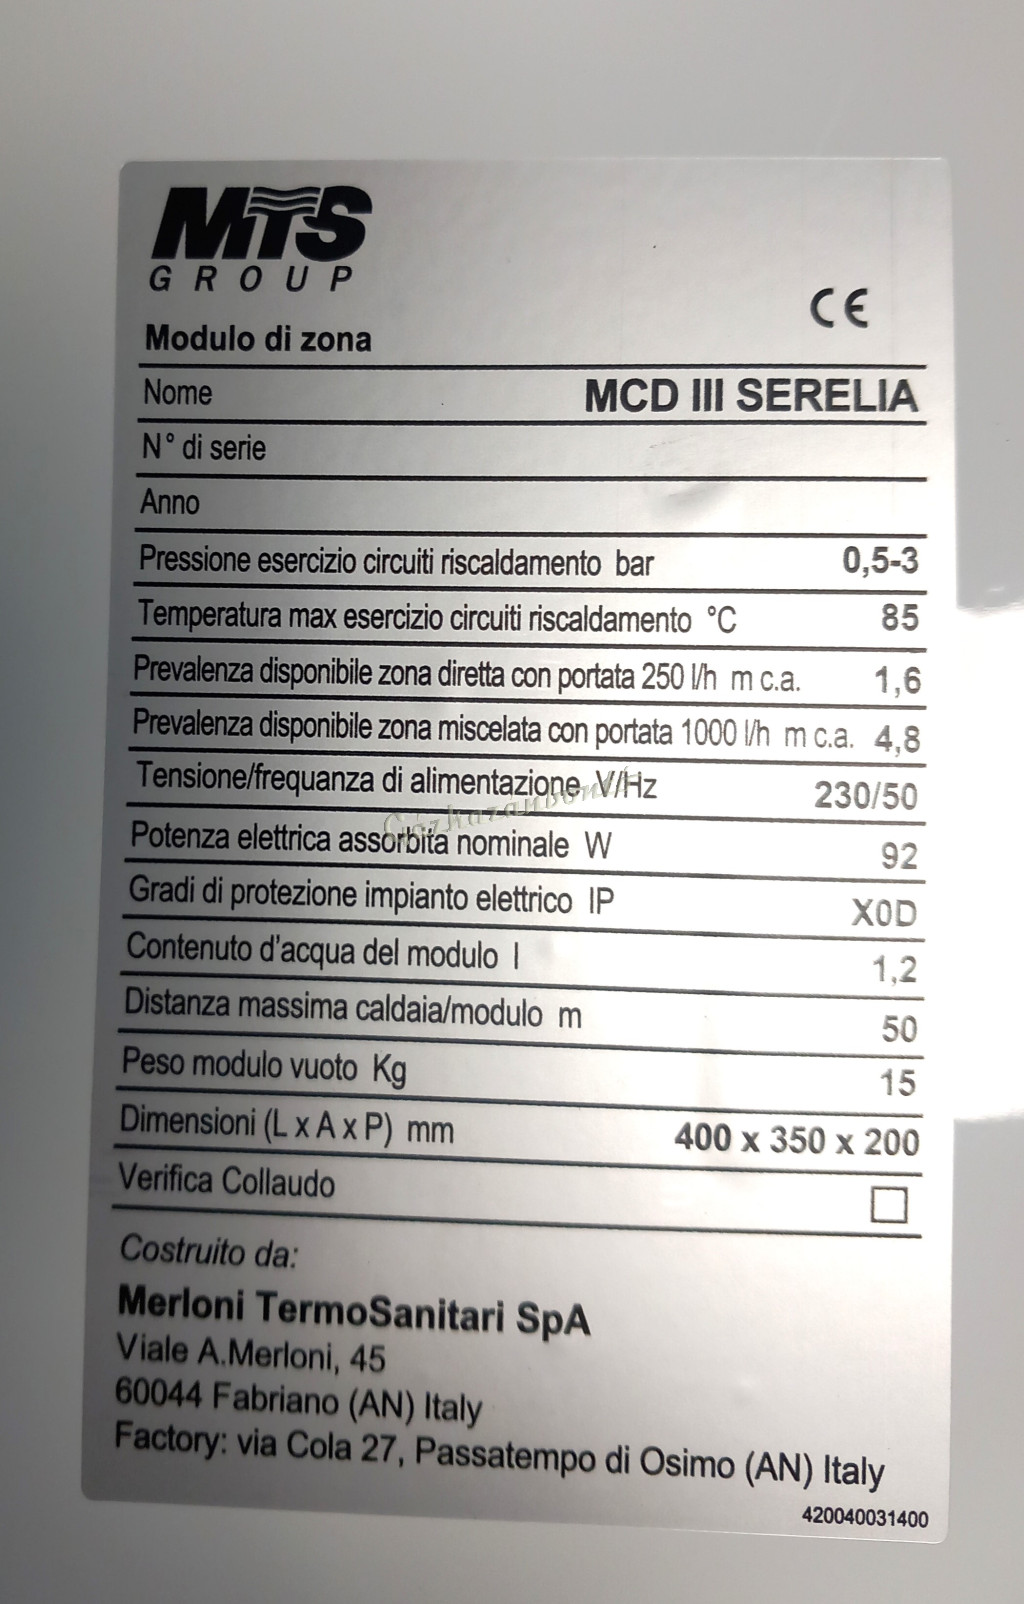 MTS
GROUP
CE
Modulo di zona
Nome MCD III SERELIA
N° di serie
Anno
Pressione esercizio circuiti riscaldamento bar 0,5-3
Temperatura max esercizio circuiti riscaldamento °C 85
Prevalenza disponibile zona diretta con portata 250 l/h m c.a. 1,6
Prevalenza disponibile zona miscelata con portata 1000 l/h m c.a. 4,8
Tensione/frequanza di alimentazione V/Hz 230/50
Gázkazánbontó
Potenza elettrica assorbita nominale W 92
Gradi di protezione impianto elettrico IP X0D
Contenuto d'acqua del modulo l 1,2
Distanza massima caldaia/modulo m 50
Peso modulo vuoto Kg 15
Dimensioni (L x A x P) mm 400 x 350 x 200
Verifica Collaudo
Costruito da:
Merloni TermoSanitari SpA
Viale A.Merloni, 45
60044 Fabriano (AN) Italy
Factory: via Cola 27, Passatempo di Osimo (AN) Italy
420040031400